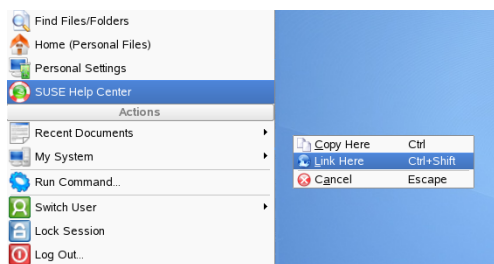 Find Files/Folders
Home (Personal Files)
Personal Settings
SUSE Help Center
Actions
Recent Documents
My System
Run Command...
Switch User
Lock Session
Log Out...
Copy Here Ctrl
Link Here Ctrl+Shift
Cancel Escape